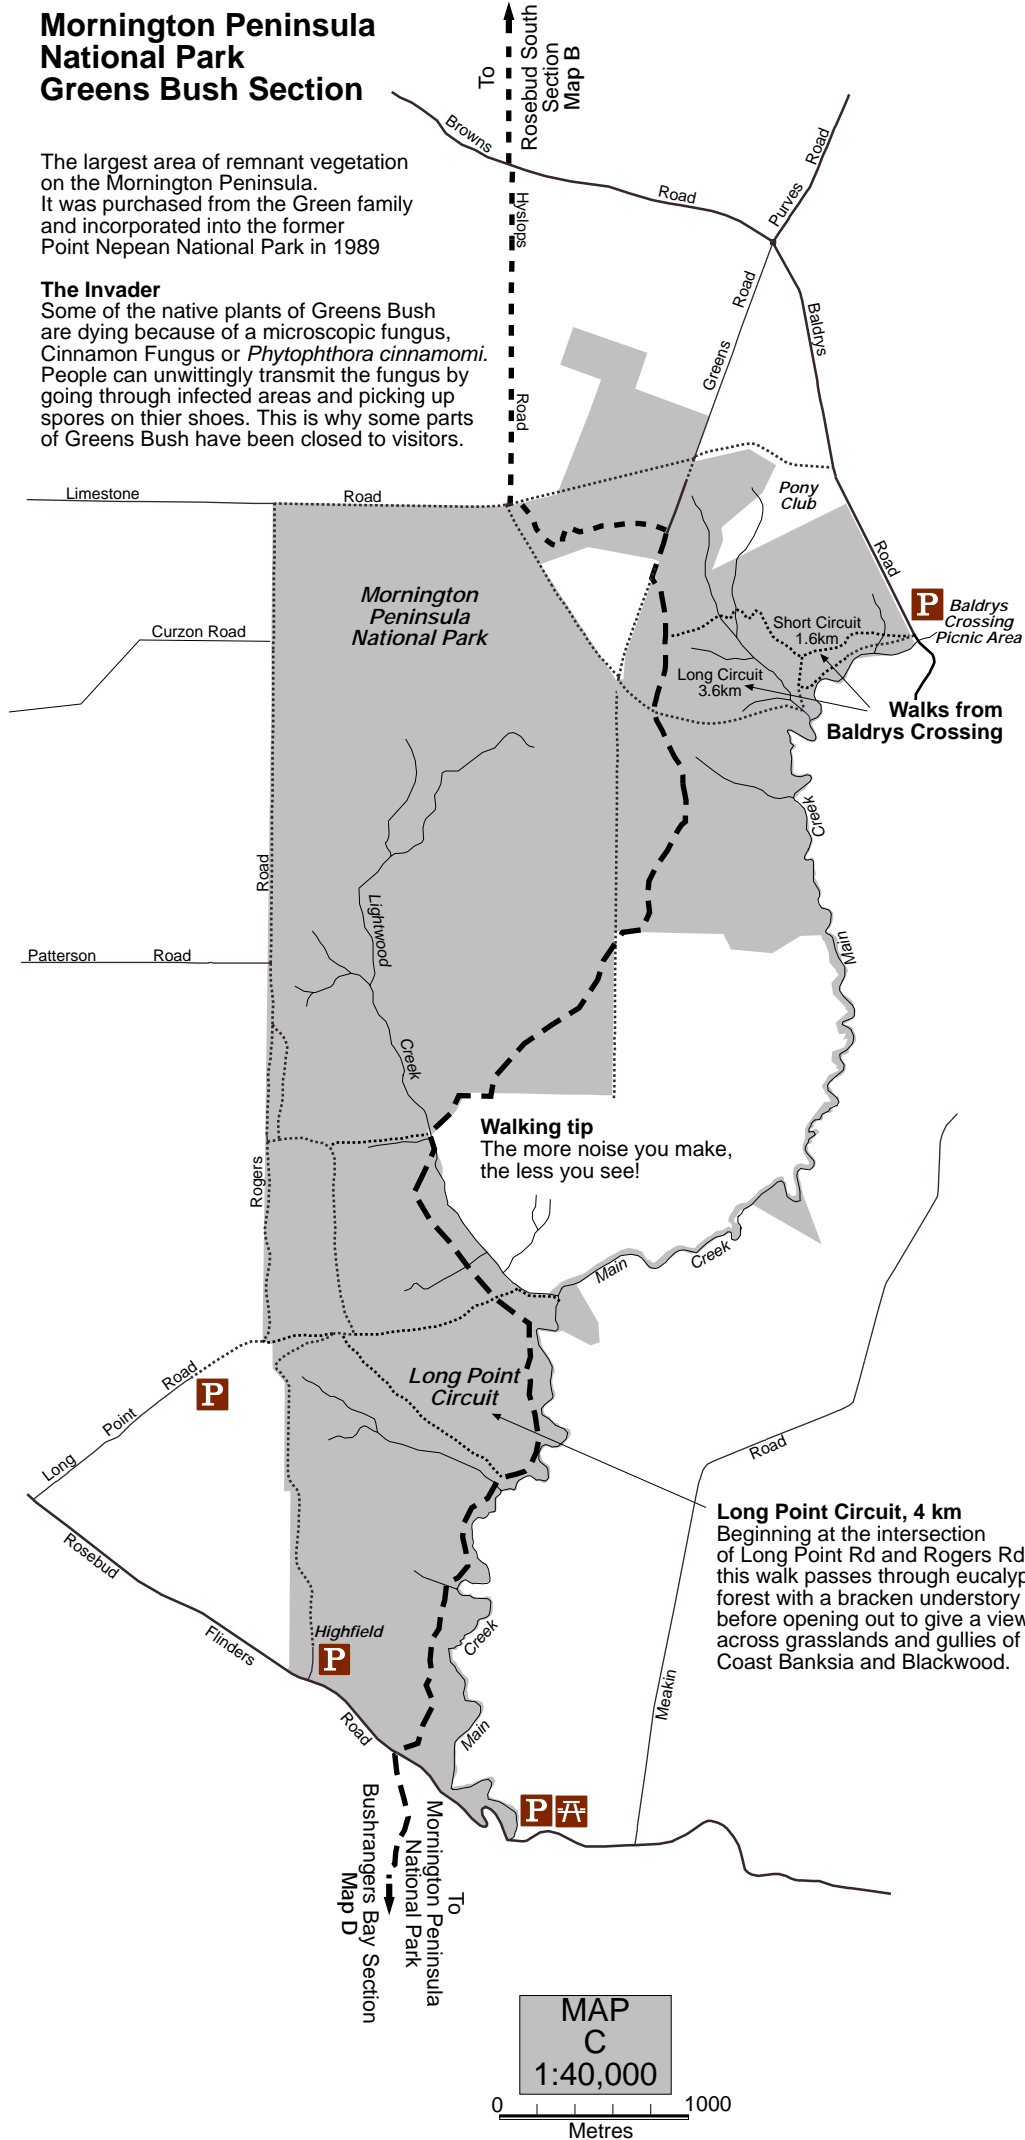 Mornington Peninsula
National Park
Greens Bush Section
The largest area of remnant vegetation
on the Mornington Peninsula.
It was purchased from the Green family
and incorporated into the former
Point Nepean National Park in 1989
The Invader
Some of the native plants of Greens Bush
are dying because of a microscopic fungus,
Cinnamon Fungus or Phytophthora cinnamomi.
People can unwittingly transmit the fungus by
going through infected areas and picking up
spores on thier shoes. This is why some parts
of Greens Bush have been closed to visitors.
To
Rosebud South
Section
Map B
Browns
Road
Hyslops
Road
Purves
Road
Greens
Road
Baldrys
Road
Limestone
Road
Pony
Club
Mornington
Peninsula
National Park
P
Baldrys
Crossing
Picnic Area
Short Circuit
1.6km
Long Circuit
3.6km
Walks from
Baldrys Crossing
Curzon Road
Creek
Main
Road
Rogers
Lightwood
Creek
Patterson
Road
Walking tip
The more noise you make,
the less you see!
Main
Creek
Long Point
Circuit
Long
Point
Road
P
Road
Meakin
Long Point Circuit, 4 km
Beginning at the intersection
of Long Point Rd and Rogers Rd
this walk passes through eucalyp
forest with a bracken understory
before opening out to give a view
across grasslands and gullies of
Coast Banksia and Blackwood.
Rosebud
Flinders
Road
Highfield
P
Creek
Main
P
To
Mornington Peninsula
National Park
Bushrangers Bay Section
Map D
MAP
C
1:40,000
0
1000
Metres